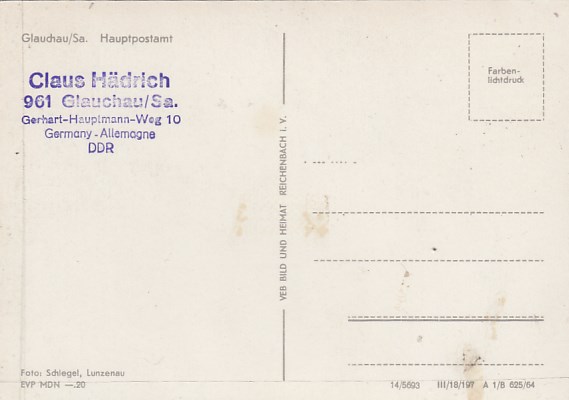 Glauchau/Sa. Hauptpostamt
Claus Hädrich
961 Glauchau/Sa.
Gerhart-Hauptmann-Weg 10
Germany-Allemagne
DDR
Farben-
lichtdruck
VEB BILD UND HEIMAT REICHENBACH I. V.
Foto: Schlegel, Lunzenau
EVP MDN —.20
14/5693 III/18/197 A 1/B 625/64